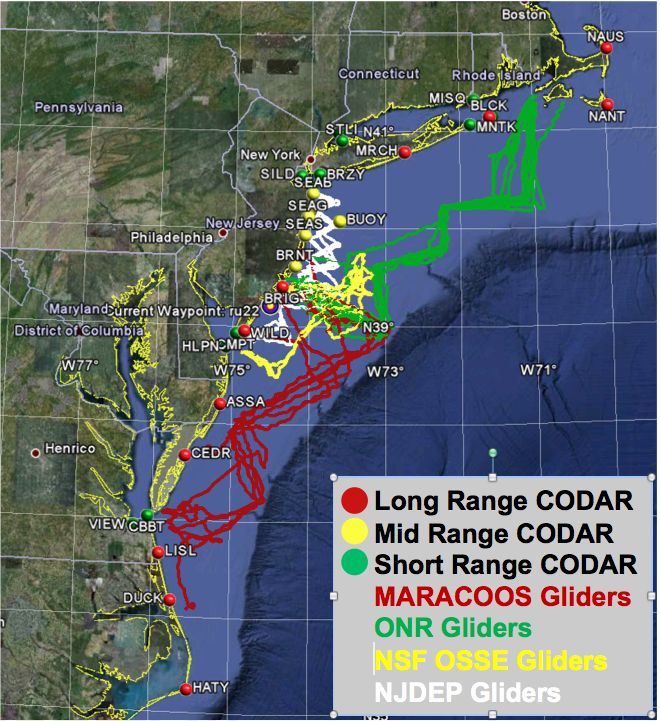 Boston
NAUS
Connecticut
Rhode Island
MISQ
BLCK
Pennsylvania
NANT
STLI
N41°
MNTK
MRCH
New York
SILD
BRZY
SEAB
SEAG
BUOY
New Jersey
SEAS
Philadelphia
BRNT
BRIG
Maryland
Current Waypoint: ru22
District of Columbia
WILD
N39°
HLPN
CMPT
W77°
W75°
W73°
W71°
ASSA
Henrico
CEDR
VIEW
CBBT
LISL
DUCK
HATY
Long Range CODAR
Mid Range CODAR
Short Range CODAR
MARACOOS Gliders
ONR Gliders
NSF OSSE Gliders
NJDEP Gliders